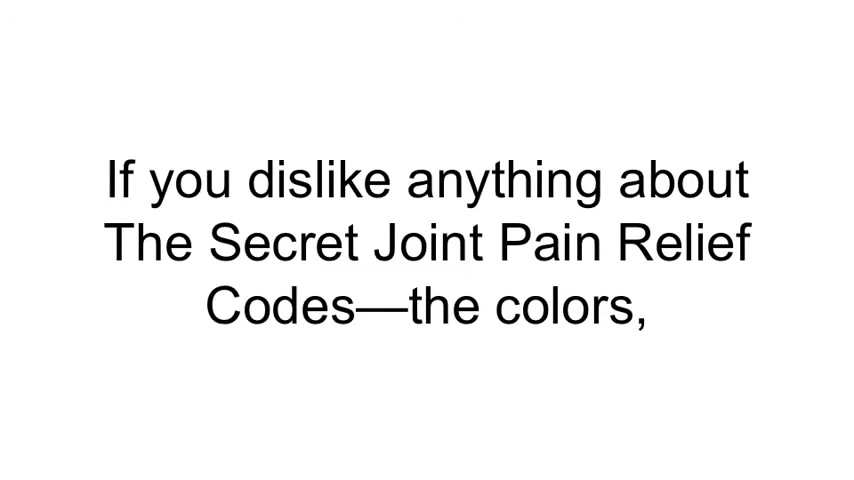 If you dislike anything about
The Secret Joint Pain Relief
Codes—the colors,